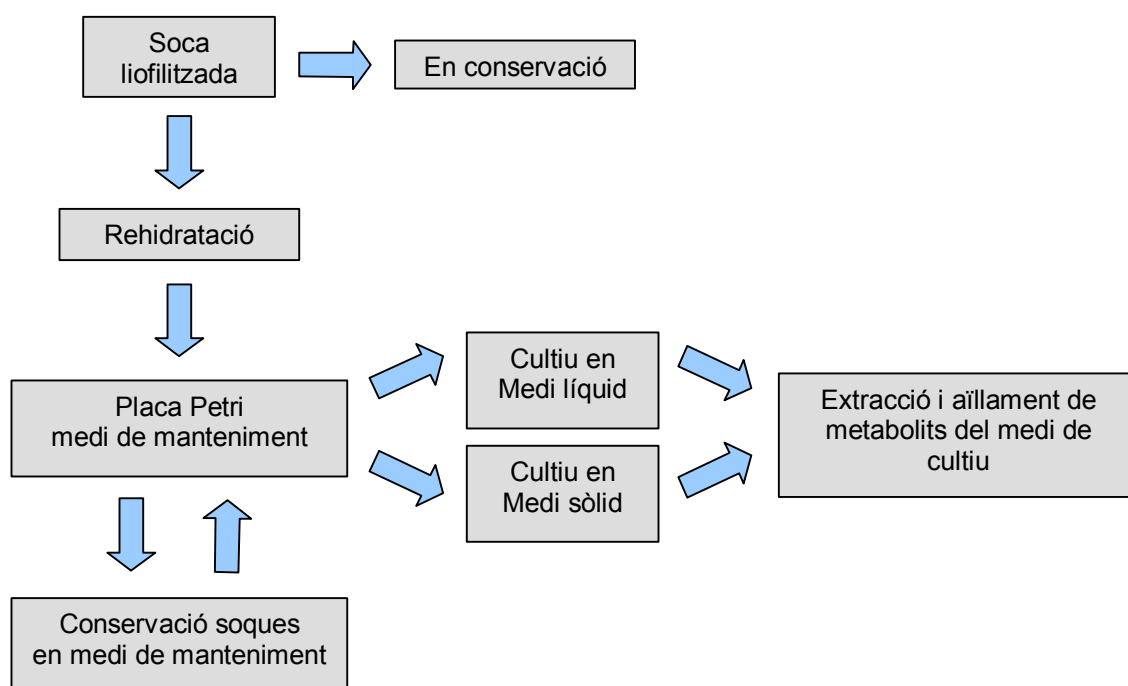 Soca
liofilitzada
En conservació
Rehidratació
Placa Petri
medi de manteniment
Cultiu en
Medi líquid
Cultiu en
Medi sòlid
Extracció i aïllament de
metabolits del medi de
cultiu
Conservació soques
en medi de manteniment